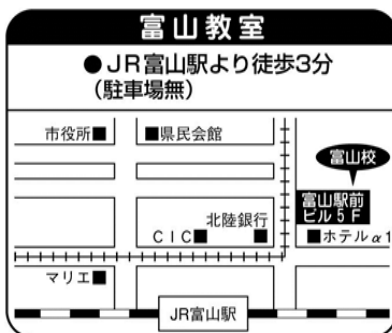 富山教室
●JR富山駅より徒歩3分
（駐車場無）
市役所■ ■県民会館
富山校
富山駅前
ビル5F
北陸銀行
CIC■ ■
■ホテルα1
マリエ■
JR富山駅